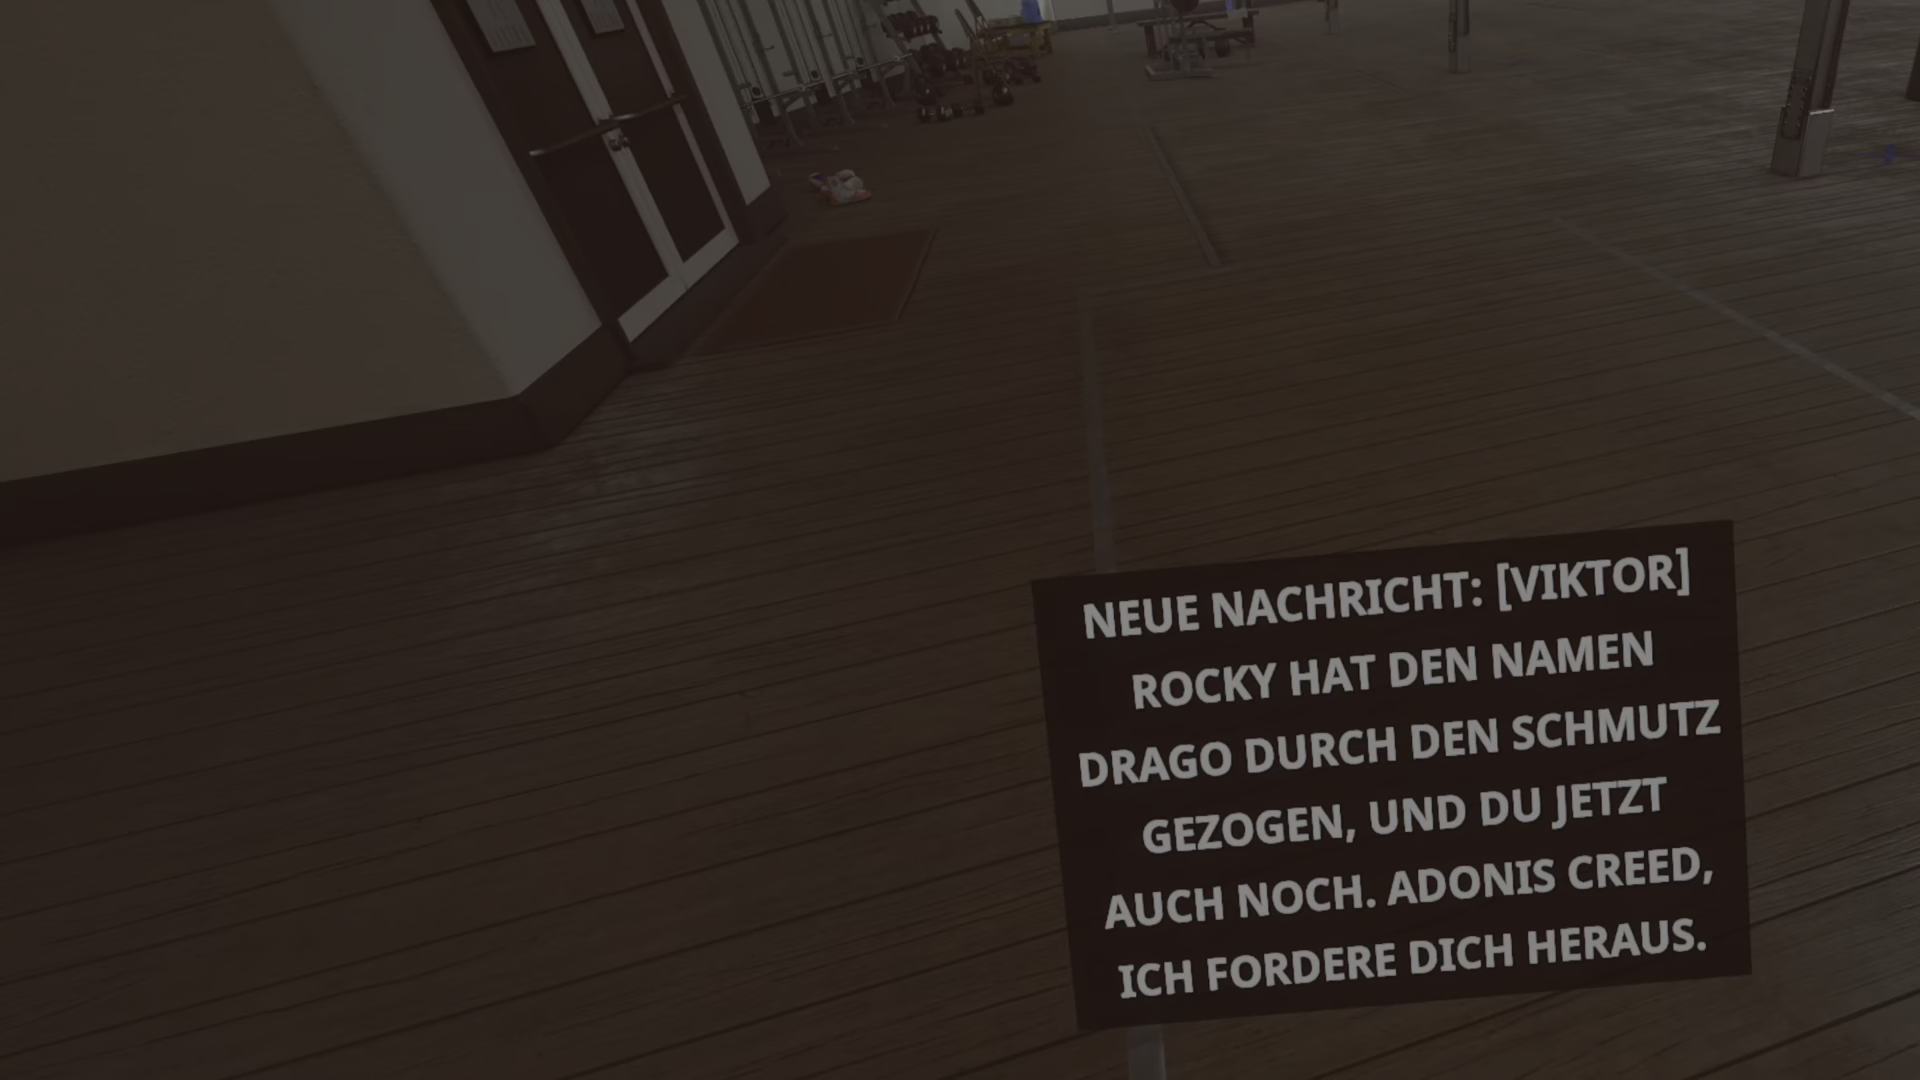 NEUE NACHRICHT: [VIKTOR]
ROCKY HAT DEN NAMEN
DRAGO DURCH DEN SCHMUTZ
GEZOGEN, UND DU JETZT
AUCH NOCH. ADONIS CREED,
ICH FORDERE DICH HERAUS.